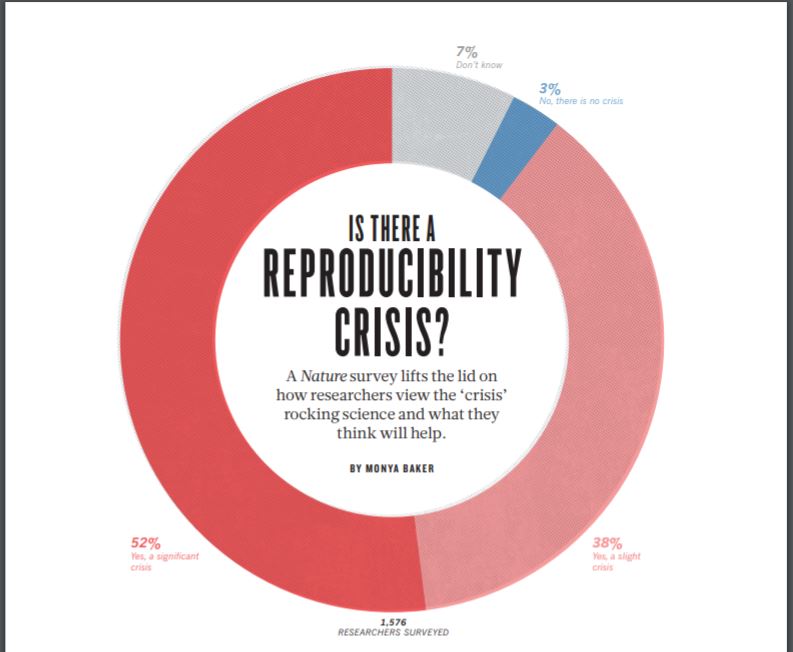 7%
Don't know
3%
No, there is no crisis
IS THERE A
REPRODUCIBILITY
CRISIS?
A Nature survey lifts the lid on
how researchers view the ‘crisis’
rocking science and what they
think will help.
BY MONYA BAKER
52%
Yes, a significant
crisis
38%
Yes, a slight
crisis
1,576
RESEARCHERS SURVEYED